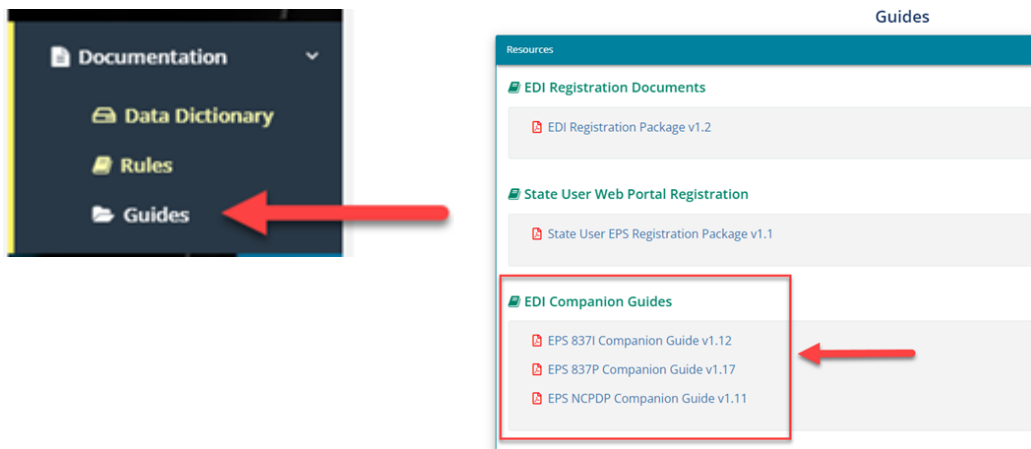 Documentation
Data Dictionary
Rules
Guides
Guides
Resources
EDI Registration Documents
EDI Registration Package v1.2
State User Web Portal Registration
State User EPS Registration Package v1.1
EDI Companion Guides
EPS 837I Companion Guide v1.12
EPS 837P Companion Guide v1.17
EPS NCPDP Companion Guide v1.11